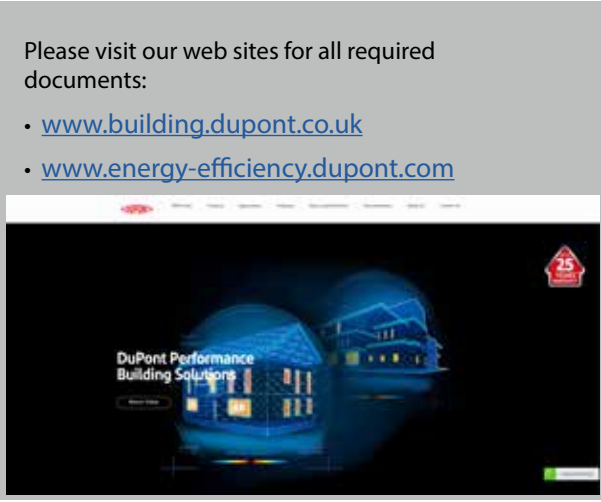 Please visit our web sites for all required
documents:
• www.building.dupont.co.uk
• www.energy-efficiency.dupont.com
DuPont Performance
Building Solutions
25
YEARS